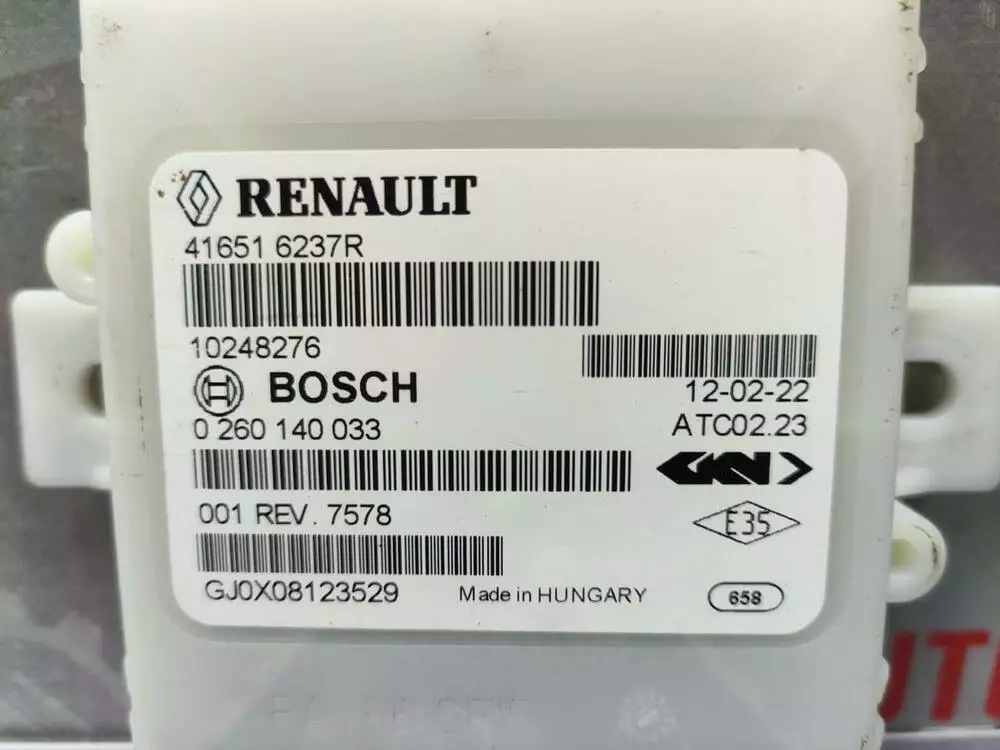 RENAULT
41651 6237R
10248276
BOSCH
12-02-22
0 260 140 033
ATC02.23
GKN
001 REV. 7578
E35
GJ0X08123529
Made in HUNGARY
658